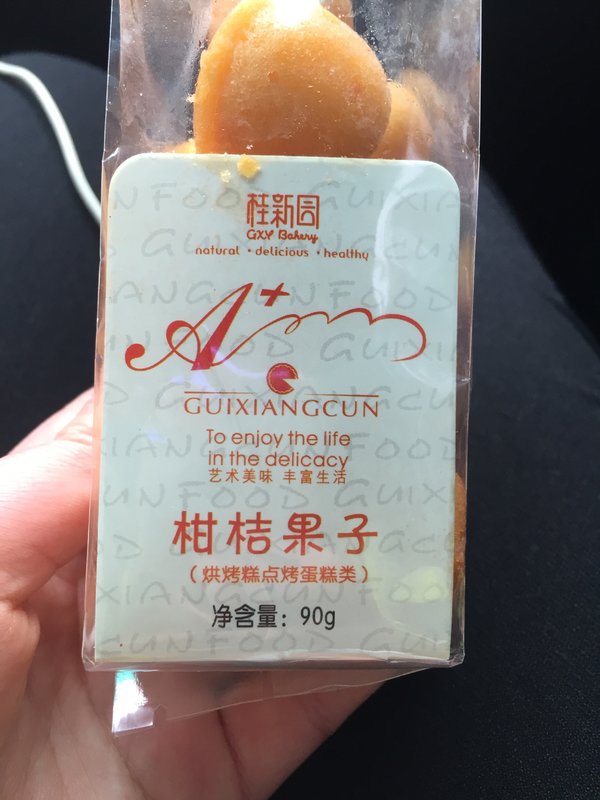 桂新园
GXY Bakery
natural · delicious · healthy
A+
GUIXIANGCUN
To enjoy the life
in the delicacy
艺术美味 丰富生活
柑桔果子
（烘烤糕点烤蛋糕类）
净含量：90g